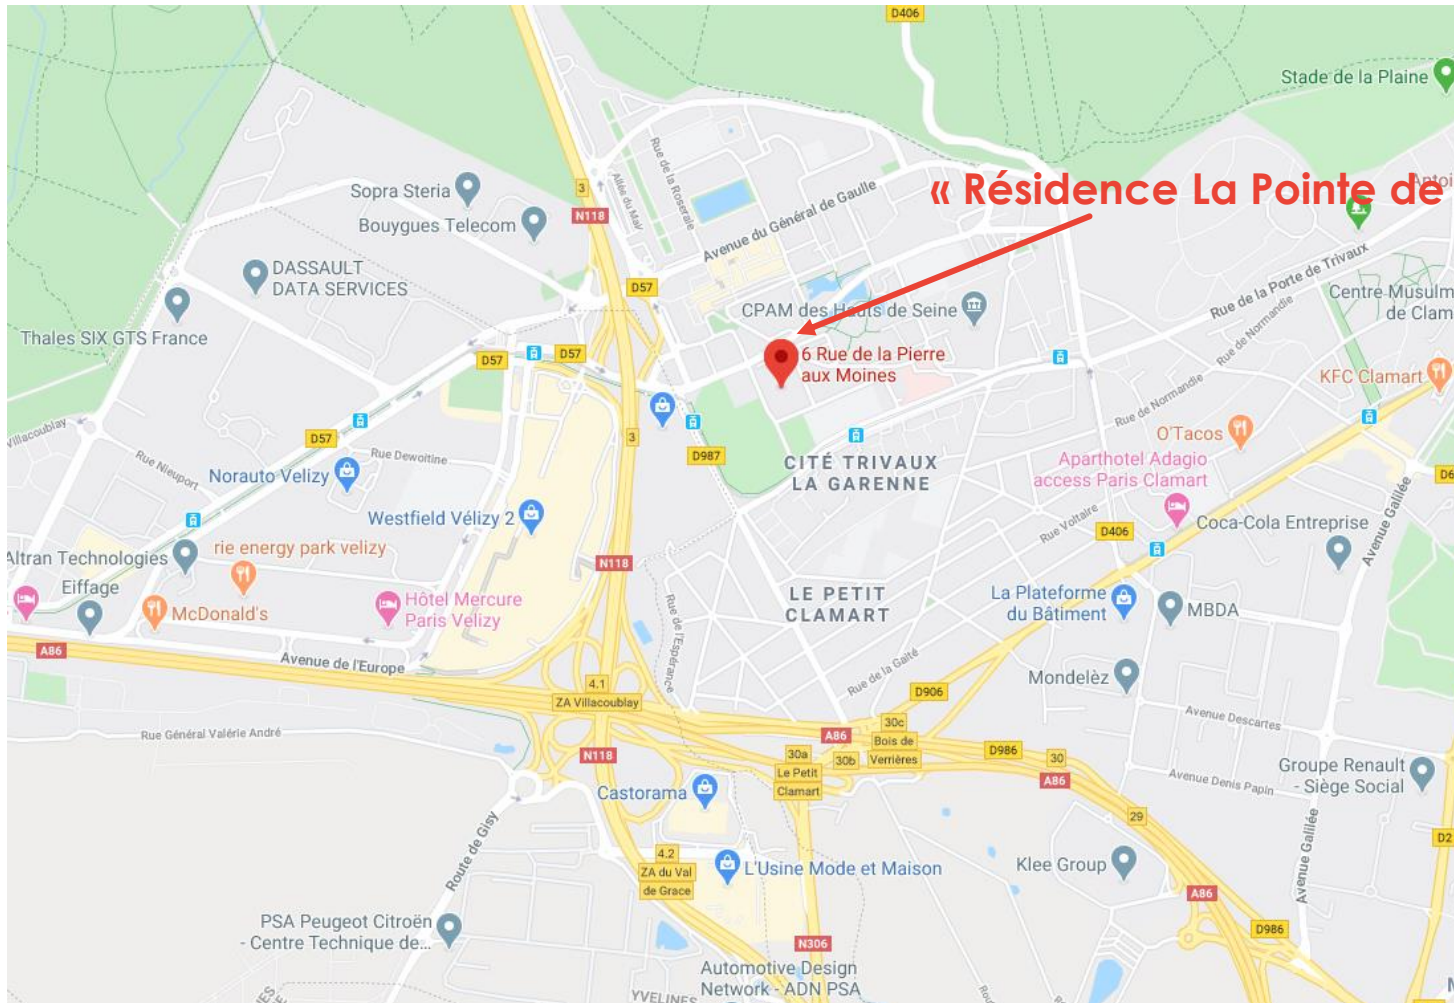 D406
Stade de la Plaine
« Résidence La Pointe de
Antoi
Sopra Steria
Bouygues Telecom
3
N118
Allée du Mail
Rue de la Roseraie
Avenue du Général de Gaulle
DASSAULT
DATA SERVICES
D57
CPAM des Hauts de Seine
Rue de la Porte de Trivaux
Centre Musulm
de Clam
Thales SIX GTS France
D57
D57
6 Rue de la Pierre
aux Moines
Rue de Normandie
KFC Clamart
Rue de Normandie
Villacoublay
D57
Rue Nieuport
Rue Dewoitine
3
D987
O'Tacos
Norauto Velizy
CITÉ TRIVAUX
LA GARENNE
Aparthotel Adagio
access Paris Clamart
D6
Westfield Vélizy 2
Rue Voltaire
D406
Coca-Cola Entreprise
Avenue Galilée
Altran Technologies
rie energy park velizy
N118
Eiffage
McDonald's
Hôtel Mercure
Paris Velizy
Rue de l'Espérance
LE PETIT
CLAMART
La Plateforme
du Bâtiment
MBDA
A86
Avenue de l'Europe
4.1
ZA Villacoublay
Rue de la Gaîté
D906
Mondelèz
Rue Général Valérie André
N118
A86
30c
Bois de
Verrières
Avenue Descartes
30a
Le Petit
Clamart
30b
D986
30
A86
Groupe Renault
- Siège Social
Avenue Denis Papin
Castorama
29
Avenue Galilée
D2
Route de Gisy
4.2
ZA du Val
de Grace
L'Usine Mode et Maison
Klee Group
A86
PSA Peugeot Citroën
- Centre Technique de...
N306
D986
Automotive Design
Network - ADN PSA
YVELINES